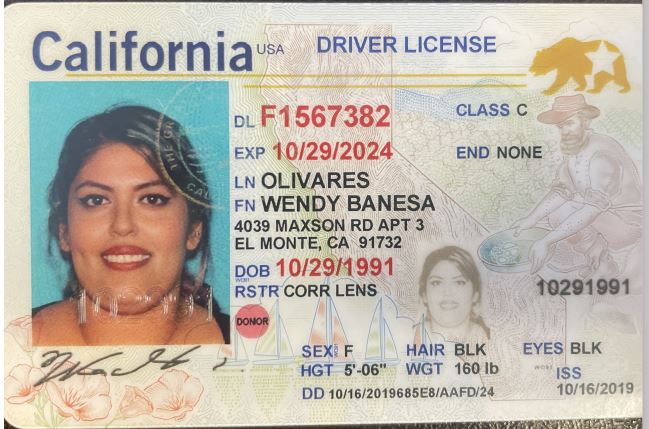 California USA DRIVER LICENSE
DL F1567382 CLASS C
EXP 10/29/2024 END NONE
LN OLIVARES
FN WENDY BANESA
4039 MAXSON RD APT 3
EL MONTE, CA 91732
DOB 10/29/1991
RSTR CORR LENS 10291991
DONOR
SEX F HAIR BLK EYES BLK
HGT 5'-06" WGT 160 lb ISS
DD 10/16/2019685E8/AAFD/24 10/16/2019